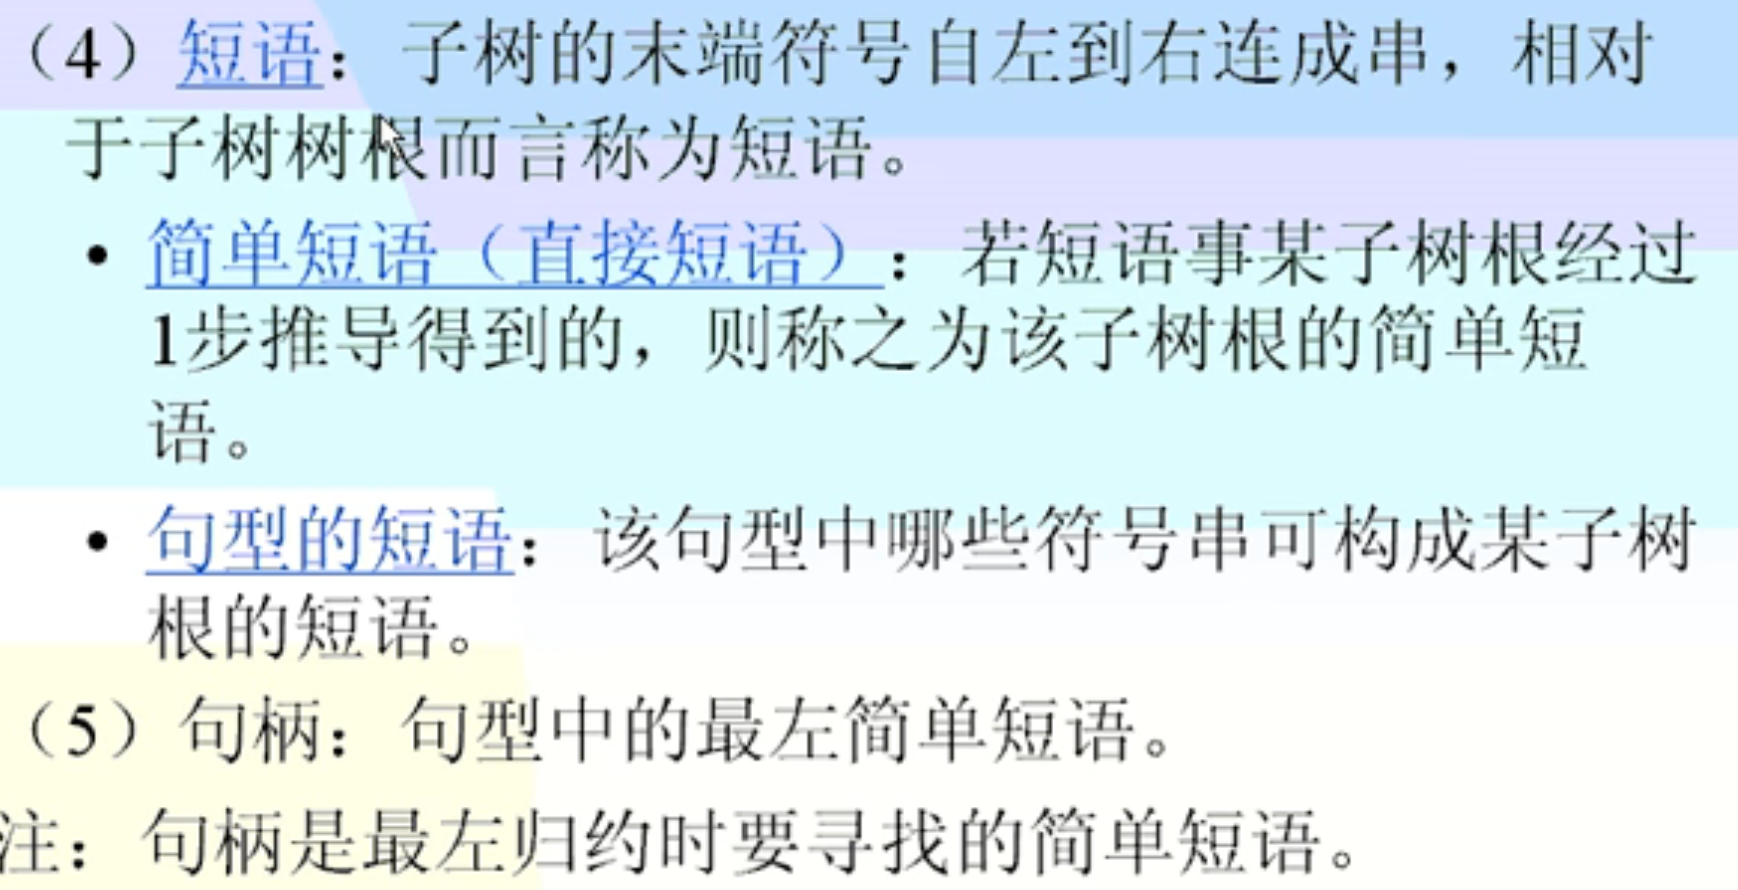 （4）短语：子树的末端符号自左到右连成串，相对
于子树树根而言称为短语。
• 简单短语（直接短语）：若短语事某子树根经过
1步推导得到的，则称之为该子树根的简单短
语。
• 句型的短语：该句型中哪些符号串可构成某子树
根的短语。
（5）句柄：句型中的最左简单短语。
注：句柄是最左归约时要寻找的简单短语。